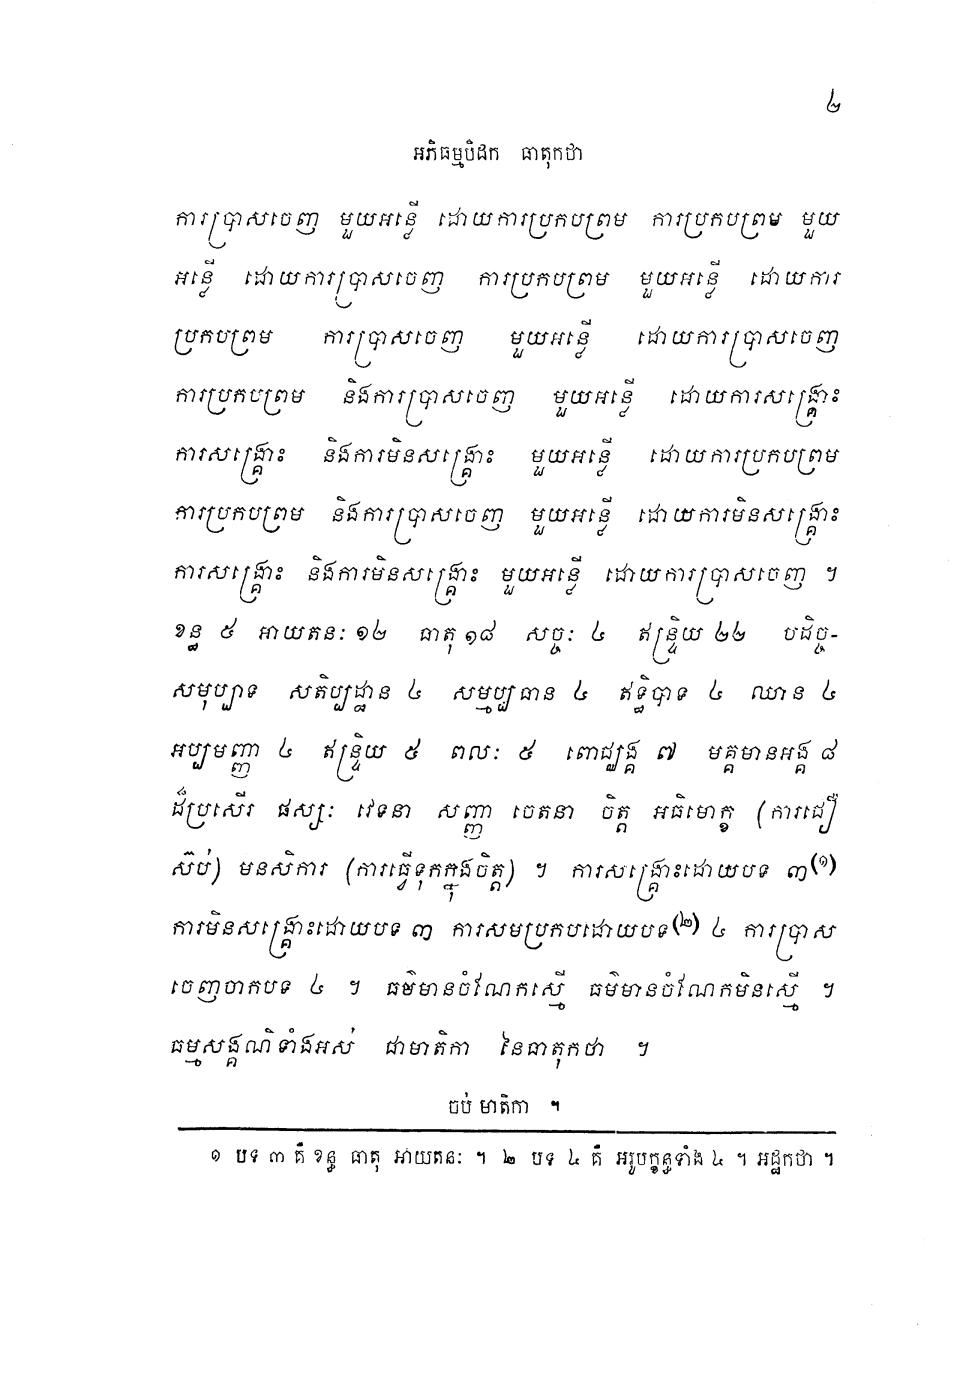 ៤
អភិធម្មបិដក ធាតុកថា
ការប្រាសចេញ មួយអន្លើ ដោយការប្រកបព្រម ការប្រកបព្រម មួយ
អន្លើ ដោយការប្រាសចេញ ការប្រកបព្រម មួយអន្លើ ដោយការ
ប្រកបព្រម ការប្រាសចេញ មួយអន្លើ ដោយការប្រាសចេញ
ការប្រកបព្រម និងការប្រាសចេញ មួយអន្លើ ដោយការសង្គ្រោះ
ការសង្គ្រោះ និងការមិនសង្គ្រោះ មួយអន្លើ ដោយការប្រកបព្រម
ការប្រកបព្រម និងការប្រាសចេញ មួយអន្លើ ដោយការមិនសង្គ្រោះ
ការសង្គ្រោះ និងការមិនសង្គ្រោះ មួយអន្លើ ដោយការប្រាសចេញ ។
ខន្ធ ៥ អាយតនៈ ១២ ធាតុ ១៨ សច្ចៈ ៤ ឥន្ទ្រិយ ២២ បដិច្ច-
សមុប្បាទ សតិប្បដ្ឋាន ៤ សម្មប្បធាន ៤ ឥទ្ធិបាទ ៤ ឈាន ៤
អប្បមញ្ញា ៤ ឥន្ទ្រិយ ៥ ពលៈ ៥ ពោជ្ឈង្គ ៧ មគ្គមានអង្គ ៨
ដ៏ប្រសើរ ផស្សៈ វេទនា សញ្ញា ចេតនា ចិត្ត អធិមោក្ខ (ការជឿ
ស៊ប់) មនសិការ (ការធ្វើទុកក្នុងចិត្ត) ។ ការសង្គ្រោះដោយបទ ៣(១)
ការមិនសង្គ្រោះដោយបទ ៣ ការសមប្រកបដោយបទ(២) ៤ ការប្រាស
ចេញចាកបទ ៤ ។ ធម៌មានចំណែកស្មើ ធម៌មានចំណែកមិនស្មើ ។
ធម្មសង្គណិទាំងអស់ ជាមាតិកា នៃធាតុកថា ។
ចប់ មាតិកា ។
១ បទ ៣ គឺ ខន្ធ ធាតុ អាយតនៈ ។ ២ បទ ៤ គឺ អរូបក្ខន្ធទាំង ៤ ។ អដ្ឋកថា ។